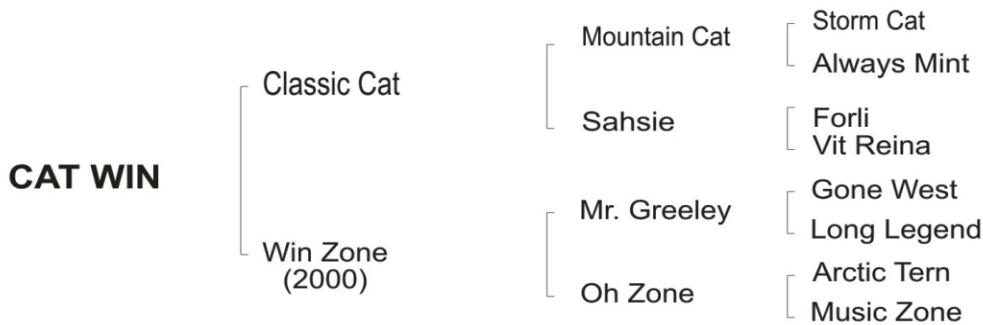 CAT WIN
Classic Cat
Win Zone
(2000)
Mountain Cat
Sahsie
Mr. Greeley
Oh Zone
Storm Cat
Always Mint
Forli
Vit Reina
Gone West
Long Legend
Arctic Tern
Music Zone